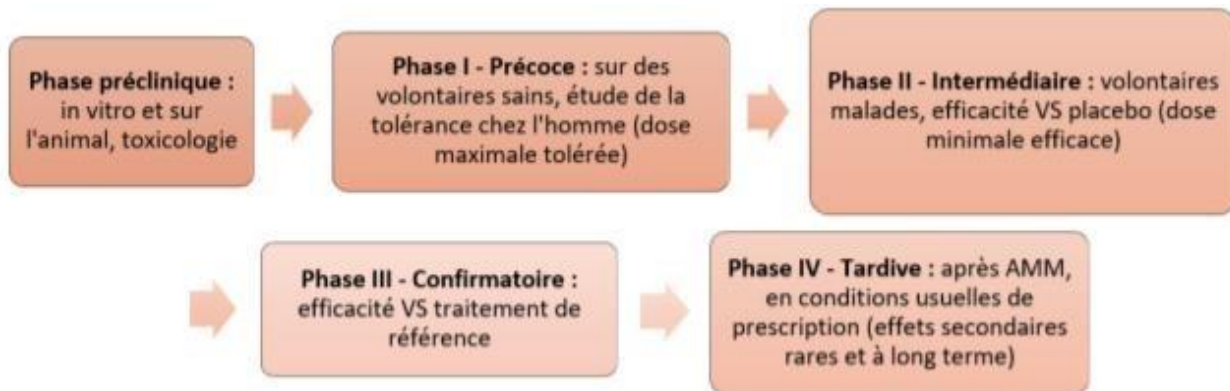 Phase préclinique :
in vitro et sur
l'animal, toxicologie
Phase I - Précoce : sur des
volontaires sains, étude de la
tolérance chez l'homme (dose
maximale tolérée)
Phase II - Intermédiaire : volontaires
malades, efficacité VS placebo (dose
minimale efficace)
Phase III - Confirmatoire :
efficacité VS traitement de
référence
Phase IV - Tardive : après AMM,
en conditions usuelles de
prescription (effets secondaires
rares et à long terme)